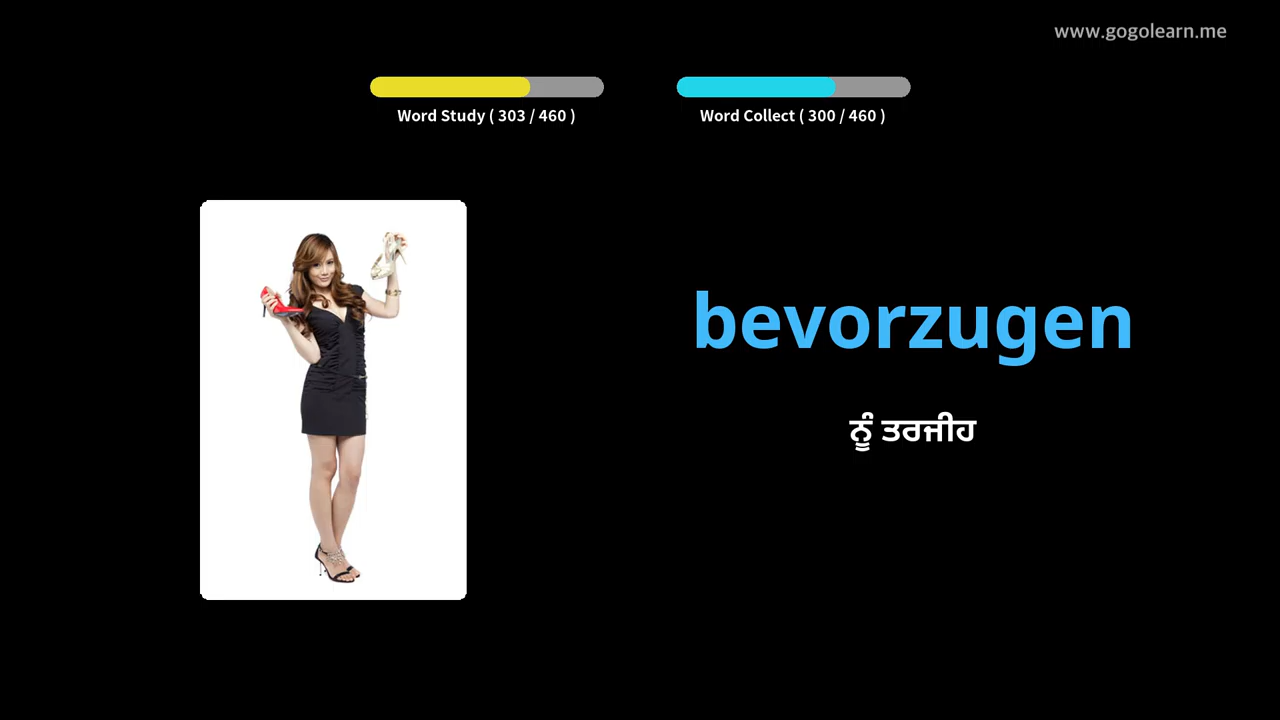 www.gogolearn.me
Word Study ( 303 / 460 )
Word Collect ( 300 / 460 )
bevorzugen
ਨੂੰ ਤਰਜੀਹ